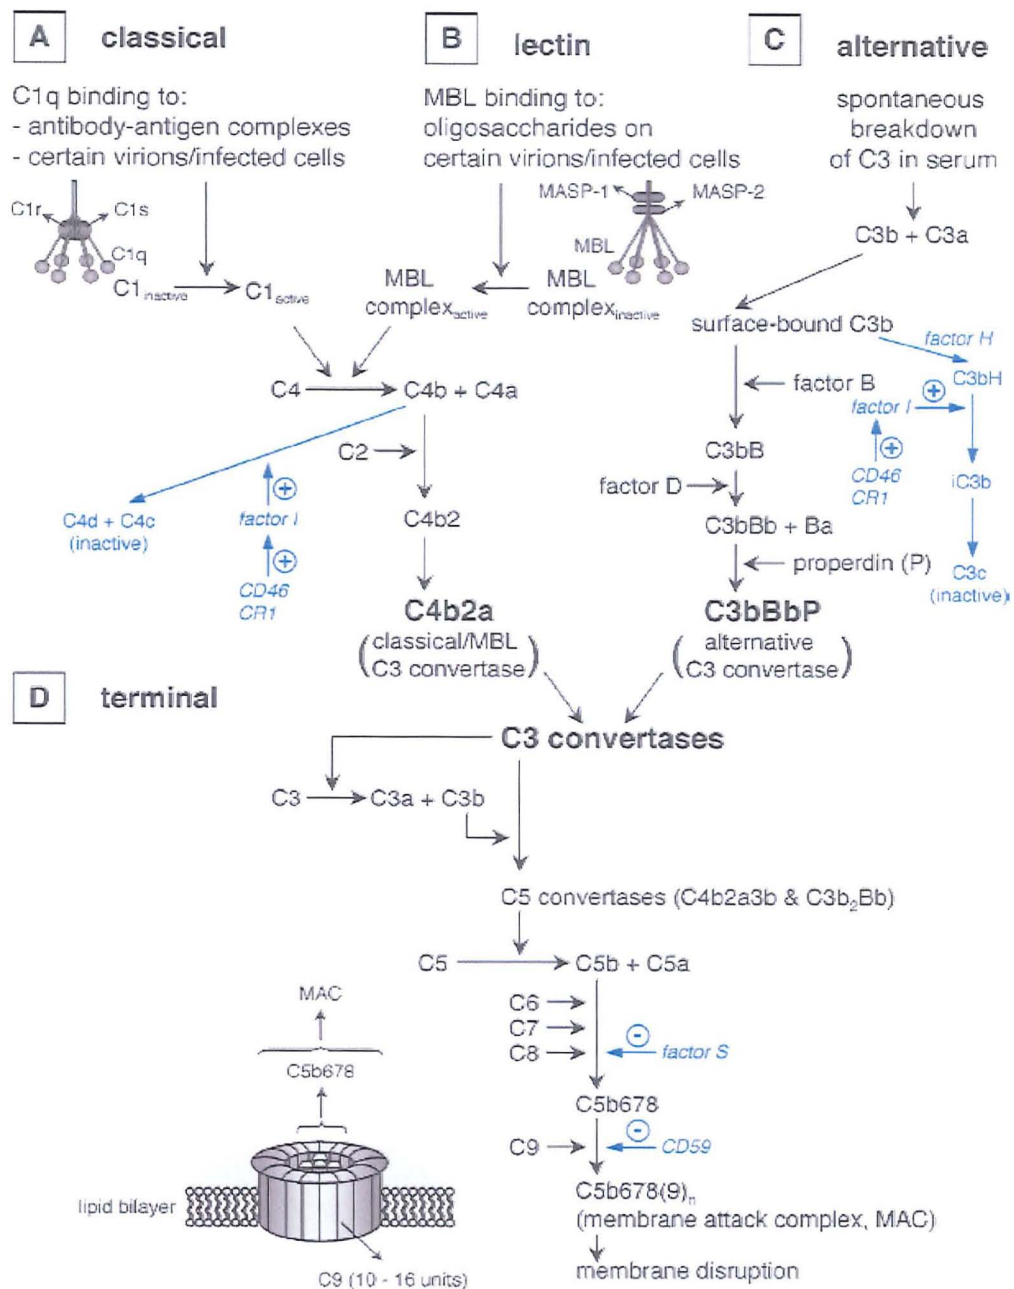 A classical
C1q binding to:
- antibody-antigen complexes
- certain virions/infected cells
C1r
C1s
C1q
C1inactive
C1active
B lectin
MBL binding to:
oligosaccharides on
certain virions/infected cells
MASP-1
MASP-2
MBL
MBL
complexactive
MBL
complexinactive
C4
C4b + C4a
C2
C4d + C4c
(inactive)
factor I
CD46
CR1
C4b2
C4b2a
(classical/MBL
C3 convertase)
C alternative
spontaneous
breakdown
of C3 in serum
C3b + C3a
surface-bound C3b
factor H
C3bH
factor B
factor I
CD46
CR1
iC3b
C3c
(inactive)
C3bB
factor D
C3bBb + Ba
properdin (P)
C3bBbP
(alternative
C3 convertase)
D terminal
C3 convertases
C3
C3a + C3b
C5 convertases (C4b2a3b & C3b2Bb)
C5
C5b + C5a
C6
C7
C8
factor S
C5b678
C9
CD59
C5b678(9)n
(membrane attack complex, MAC)
membrane disruption
MAC
C5b678
lipid bilayer
C9 (10 - 16 units)